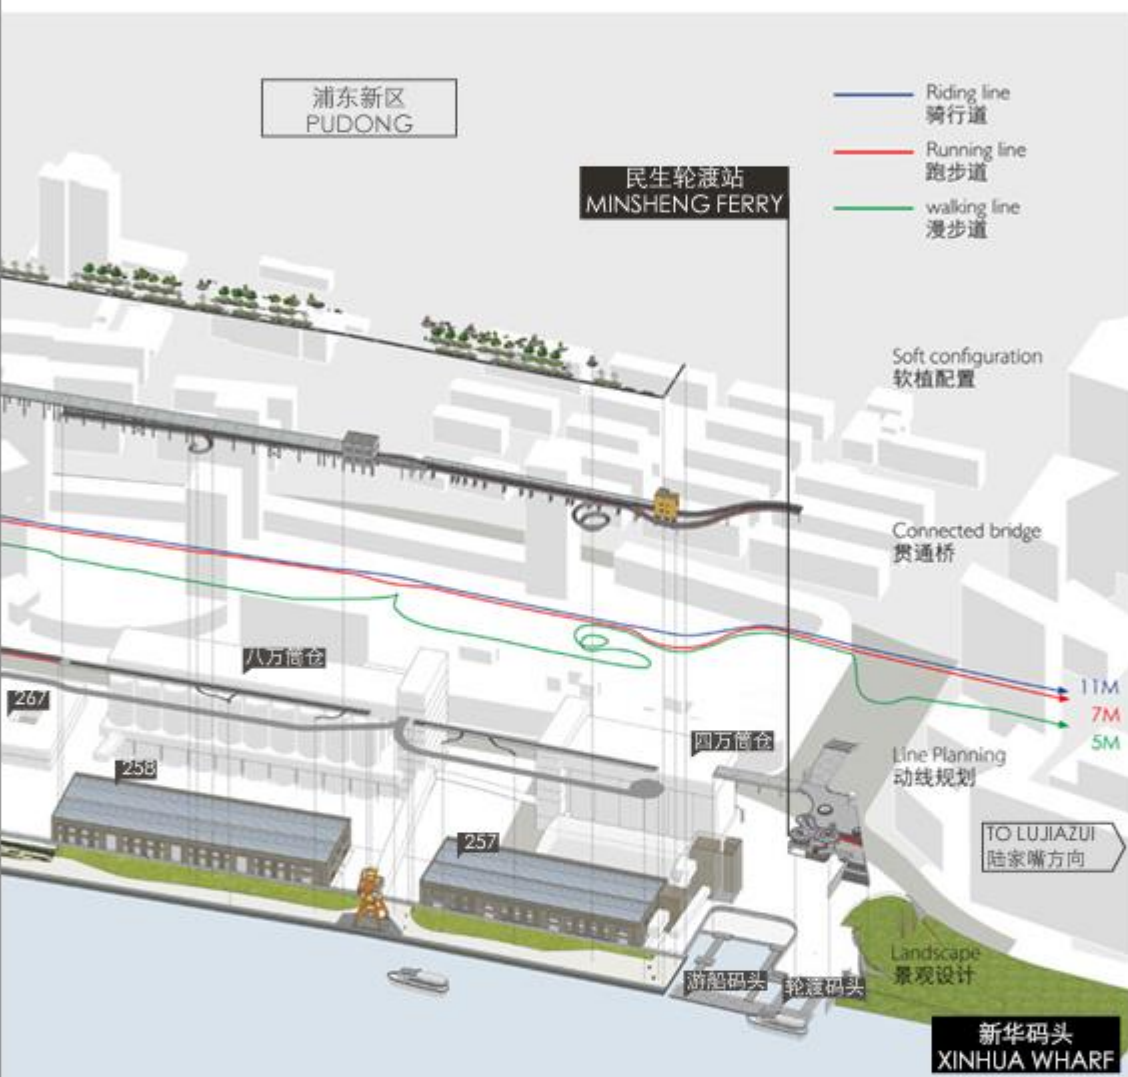 浦东新区
PUDONG
Riding line
骑行道
Running line
跑步道
walking line
漫步道
民生轮渡站
MINSHENG FERRY
Soft configuration
软植配置
Connected bridge
贯通桥
八万筒仓
267
11M
7M
5M
四万筒仓
Line Planning
动线规划
258
257
TO LUJIAZUI
陆家嘴方向
Landscape
景观设计
游船码头
轮渡码头
新华码头
XINHUA WHARF